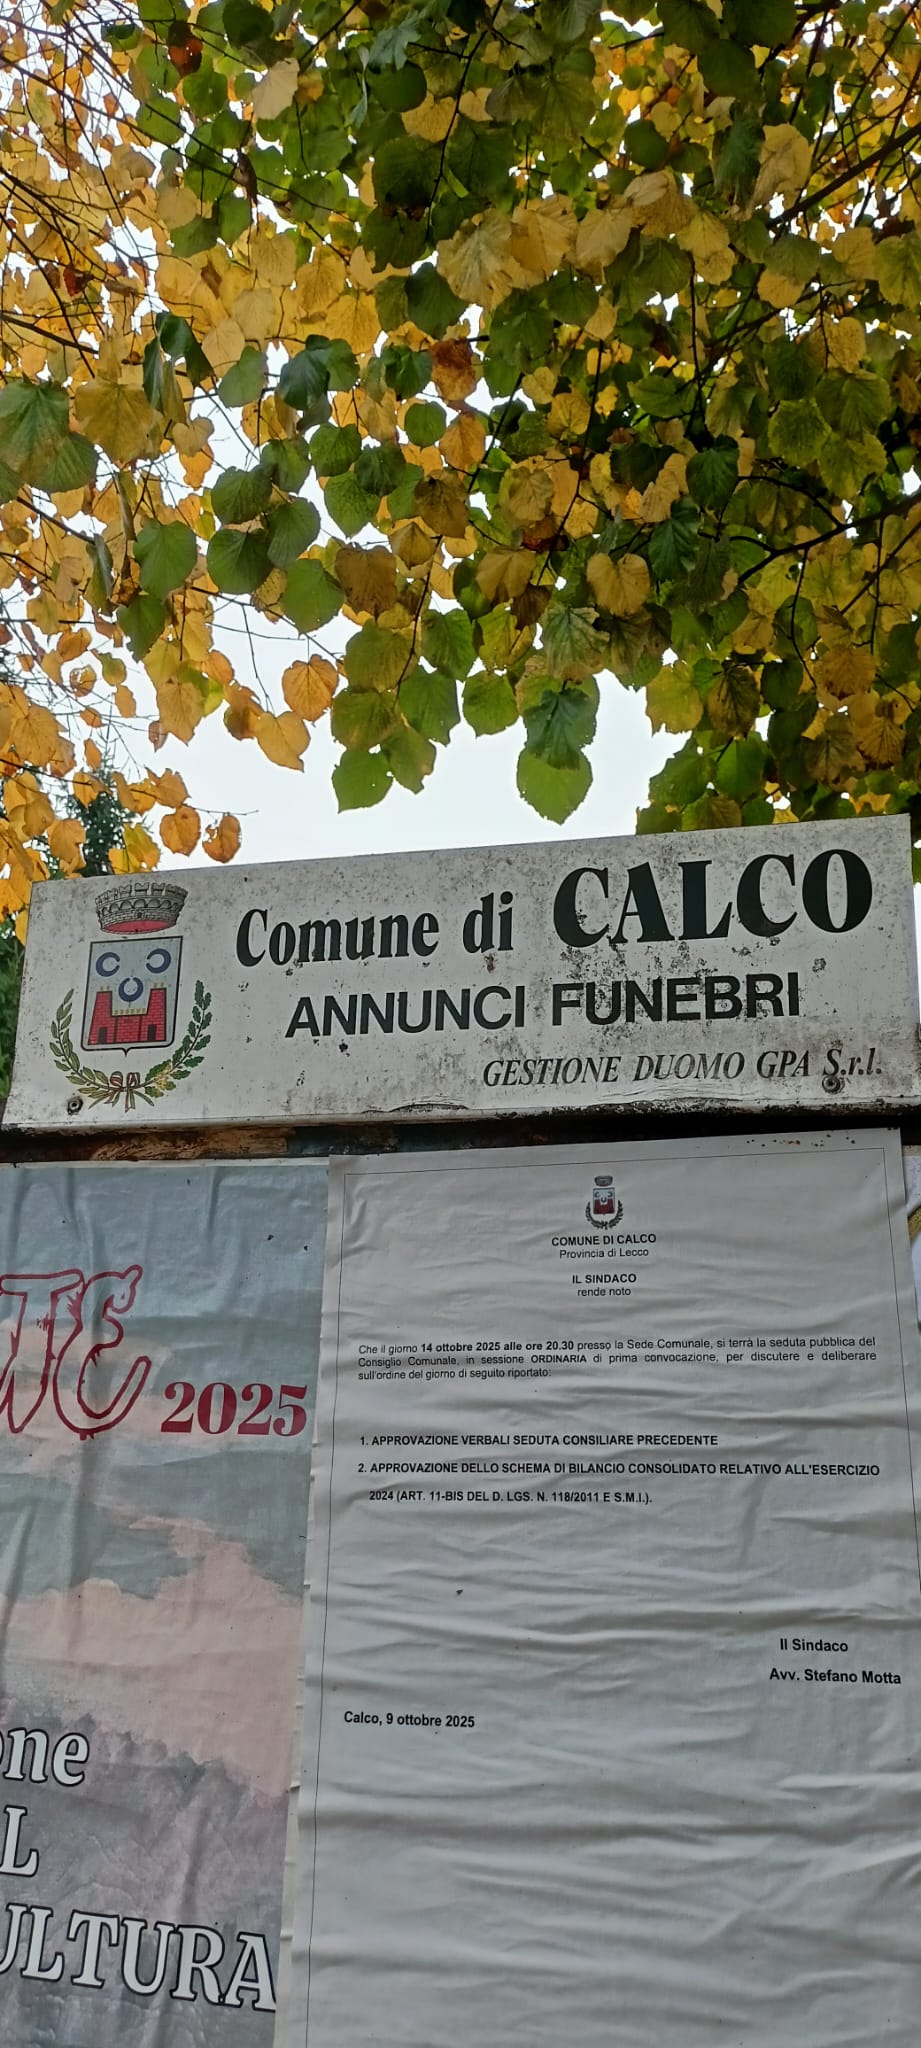 Comune di CALCO
ANNUNCI FUNEBRI
GESTIONE DUOMO GPA S.r.l.
2025
ULTURA
COMUNE DI CALCO
Provincia di Lecco
IL SINDACO
rende noto
Che il giorno 14 ottobre 2025 alle ore 20.30 presso la Sede Comunale, si terrà la seduta pubblica del
Consiglio Comunale, in sessione ORDINARIA di prima convocazione, per discutere e deliberare
sull'ordine del giorno di seguito riportato:
1. APPROVAZIONE VERBALI SEDUTA CONSILIARE PRECEDENTE
2. APPROVAZIONE DELLO SCHEMA DI BILANCIO CONSOLIDATO RELATIVO ALL'ESERCIZIO
2024 (ART. 11-BIS DEL D. LGS. N. 118/2011 E S.M.I.).
Il Sindaco
Avv. Stefano Motta
Calco, 9 ottobre 2025